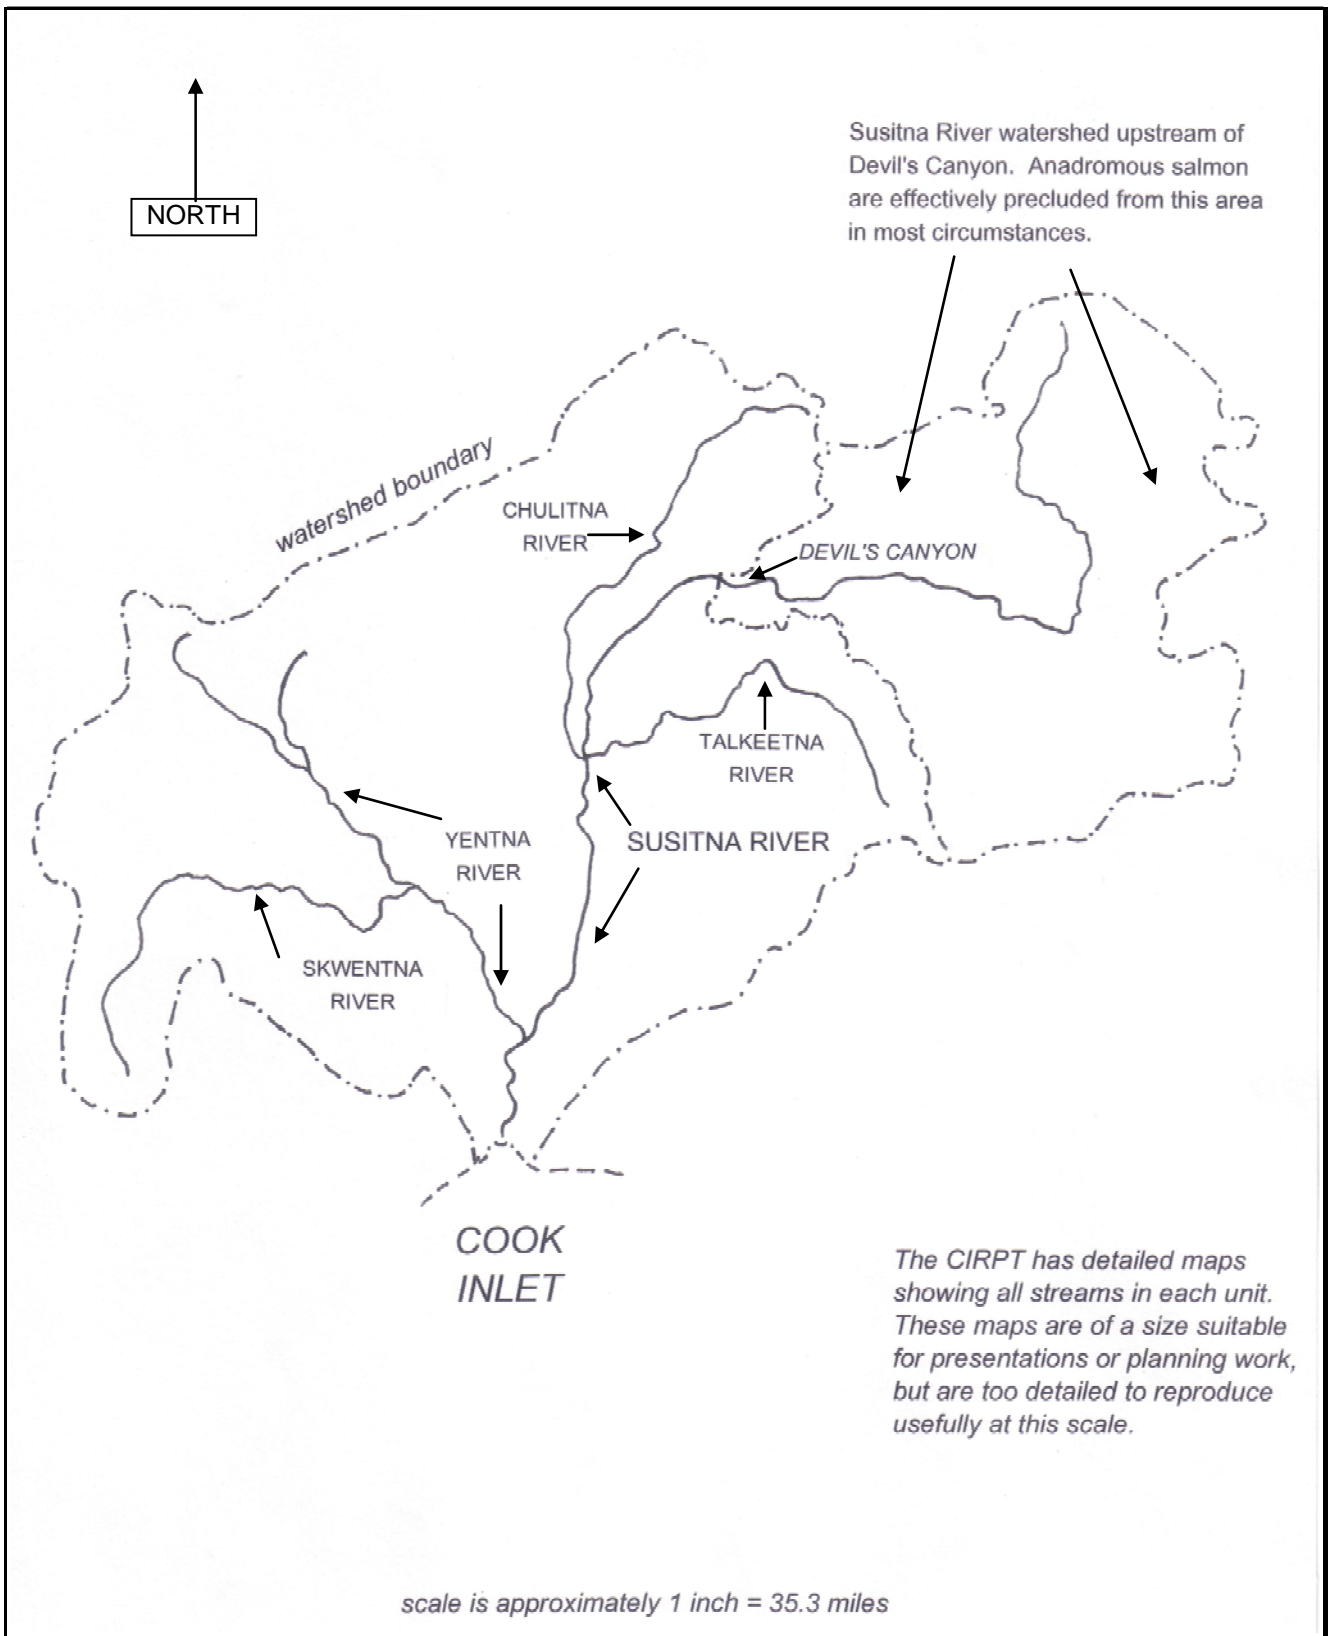 NORTH
Susitna River watershed upstream of
Devil's Canyon. Anadromous salmon
are effectively precluded from this area
in most circumstances.
watershed boundary
CHULITNA
RIVER
DEVIL'S CANYON
TALKEETNA
RIVER
YENTNA
RIVER
SUSITNA RIVER
SKWENTNA
RIVER
COOK
INLET
The CIRPT has detailed maps
showing all streams in each unit.
These maps are of a size suitable
for presentations or planning work,
but are too detailed to reproduce
usefully at this scale.
scale is approximately 1 inch = 35.3 miles